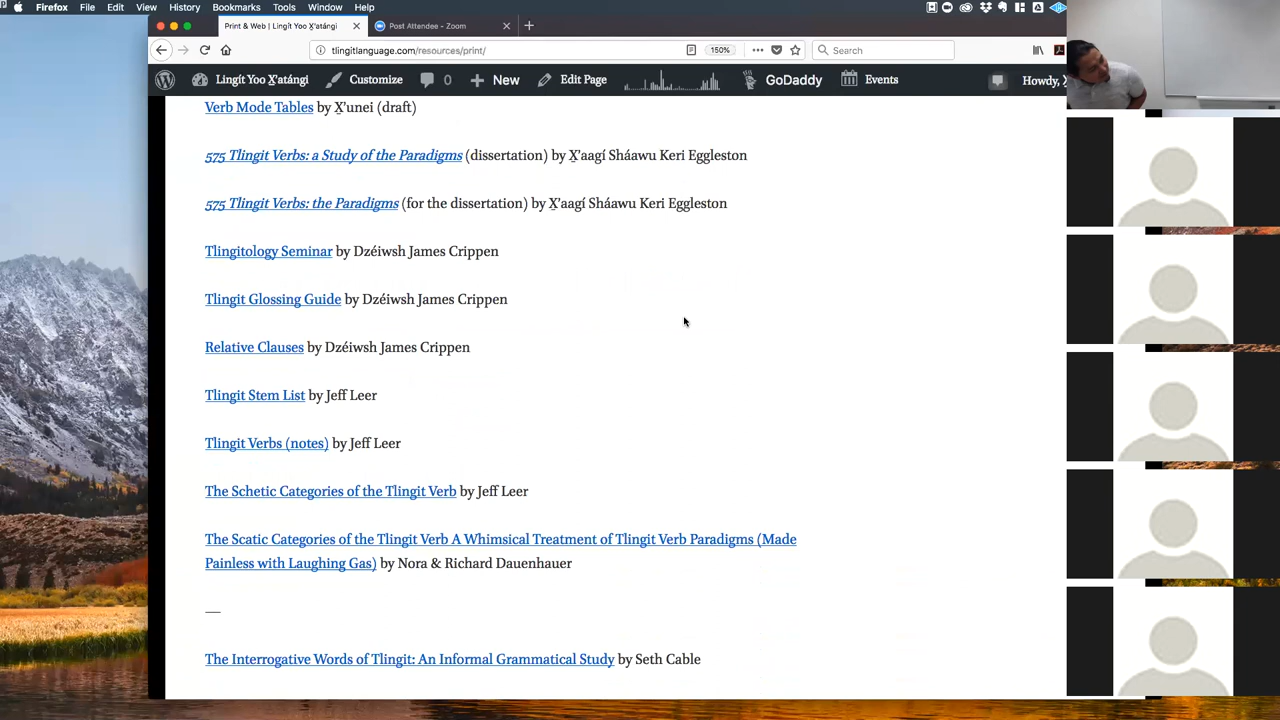 Firefox File Edit View History Bookmarks Tools Window Help
Print & Web | Lingít Yoo X̱ʼatángi
Post Attendee - Zoom
tlingitlanguage.com/resources/print/
150%
Search
Lingít Yoo X̱ʼatángi
Customize
0
New
Edit Page
GoDaddy
Events
Howdy,
Verb Mode Tables by X̱ʼunei (draft)
575 Tlingit Verbs: a Study of the Paradigms (dissertation) by X̱ʼaagí Sháawu Keri Eggleston
575 Tlingit Verbs: the Paradigms (for the dissertation) by X̱ʼaagí Sháawu Keri Eggleston
Tlingitology Seminar by Dzéiwsh James Crippen
Tlingit Glossing Guide by Dzéiwsh James Crippen
Relative Clauses by Dzéiwsh James Crippen
Tlingit Stem List by Jeff Leer
Tlingit Verbs (notes) by Jeff Leer
The Schetic Categories of the Tlingit Verb by Jeff Leer
The Scatic Categories of the Tlingit Verb A Whimsical Treatment of Tlingit Verb Paradigms (Made
Painless with Laughing Gas) by Nora & Richard Dauenhauer
—
The Interrogative Words of Tlingit: An Informal Grammatical Study by Seth Cable